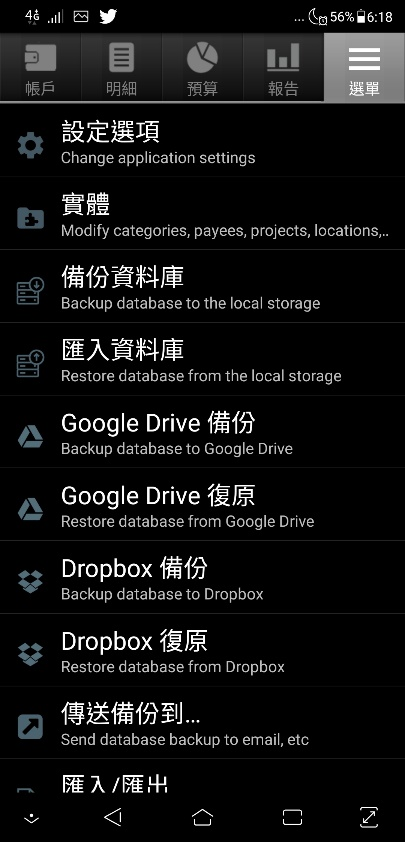 4G
... 56% 6:18
帳戶 明細 預算 報告 選單
設定選項
Change application settings
實體
Modify categories, payees, projects, locations,..
備份資料庫
Backup database to the local storage
匯入資料庫
Restore database from the local storage
Google Drive 備份
Backup database to Google Drive
Google Drive 復原
Restore database from Google Drive
Dropbox 備份
Backup database to Dropbox
Dropbox 復原
Restore database from Dropbox
傳送備份到...
Send database backup to email, etc
匯入/匯出